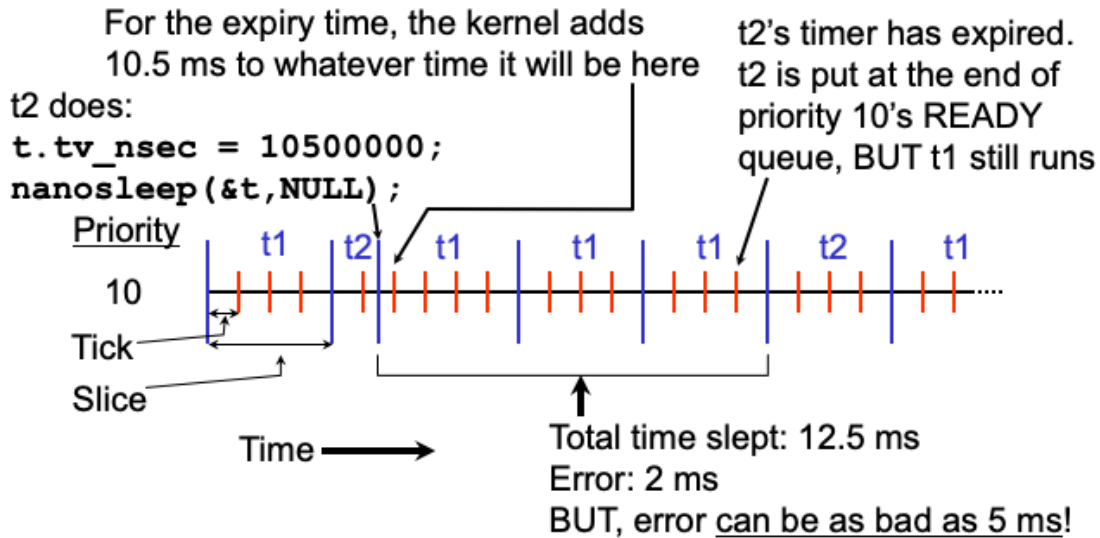 For the expiry time, the kernel adds
10.5 ms to whatever time it will be here
t2's timer has expired.
t2 is put at the end of
priority 10's READY
queue, BUT t1 still runs
t2 does:
t.tv_nsec = 10500000;
nanosleep(&t,NULL);
Priority
t1 t2 t1 t1 t1 t2 t1
10
Tick
Slice
Time
Total time slept: 12.5 ms
Error: 2 ms
BUT, error can be as bad as 5 ms!